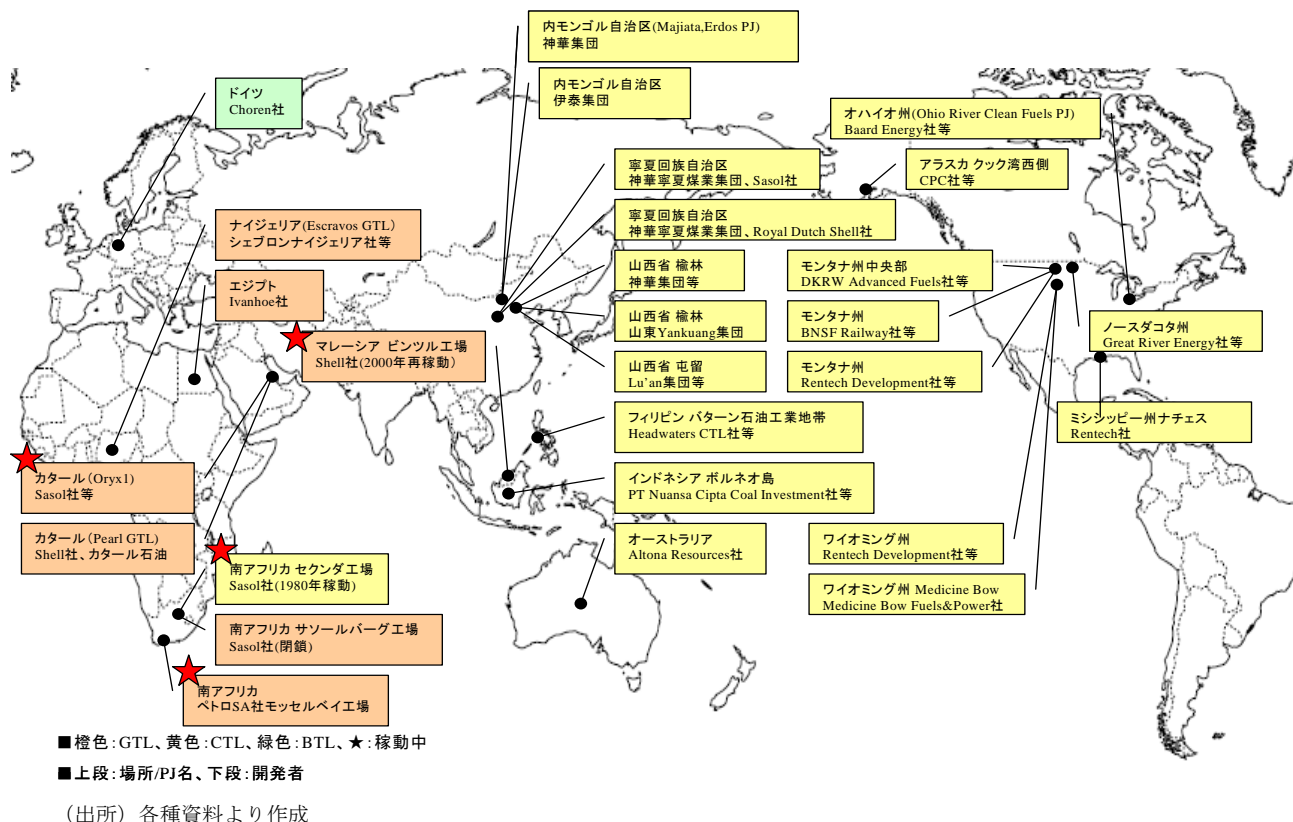 内モンゴル自治区(Majiata,Erdos PJ)
神華集団
ドイツ
Choren社
内モンゴル自治区
伊泰集団
オハイオ州(Ohio River Clean Fuels PJ)
Baard Energy社等
寧夏回族自治区
神華寧夏煤業集団、Sasol社
アラスカ クック湾西側
CPC社等
ナイジェリア(Escravos GTL)
シェブロンナイジェリア社等
寧夏回族自治区
神華寧夏煤業集団、Royal Dutch Shell社
エジプト
Ivanhoe社
山西省 楡林
神華集団等
モンタナ州中央部
DKRW Advanced Fuels社等
マレーシア ビンツル工場
Shell社(2000年再稼動)
山西省 楡林
山東Yankuang集団
モンタナ州
BNSF Railway社等
ノースダコタ州
Great River Energy社等
山西省 屯留
Lu'an集団等
モンタナ州
Rentech Development社等
フィリピン バターン石油工業地帯
Headwaters CTL社等
ミシシッピー州ナチェス
Rentech社
カタール(Oryx1)
Sasol社等
インドネシア ボルネオ島
PT Nuansa Cipta Coal Investment社等
カタール(Pearl GTL)
Shell社、カタール石油
オーストラリア
Altona Resources社
ワイオミング州
Rentech Development社等
南アフリカ セクンダ工場
Sasol社(1980年稼動)
ワイオミング州 Medicine Bow
Medicine Bow Fuels&Power社
南アフリカ サソールバーグ工場
Sasol社(閉鎖)
南アフリカ
ペトロSA社モッセルベイ工場
■橙色:GTL、黄色:CTL、緑色:BTL、★:稼動中
■上段:場所/PJ名、下段:開発者
(出所)各種資料より作成